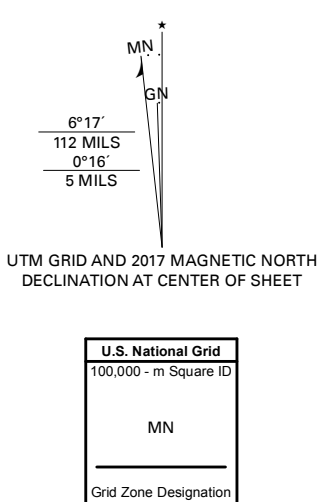 ★
MN
GN
6°17´
112 MILS
0°16´
5 MILS
UTM GRID AND 2017 MAGNETIC NORTH
DECLINATION AT CENTER OF SHEET
U.S. National Grid
100,000 - m Square ID
MN
Grid Zone Designation